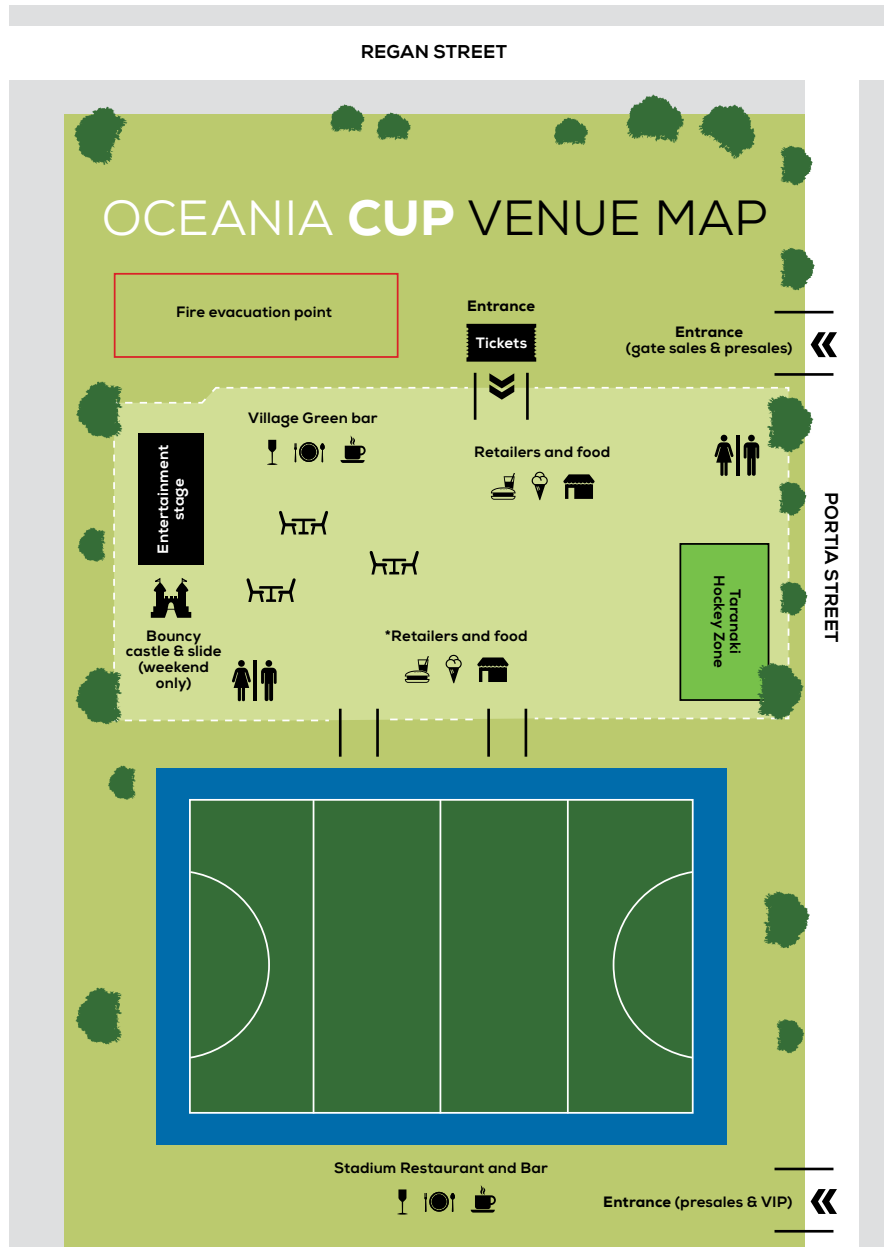 REGAN STREET
OCEANIA CUP VENUE MAP
Fire evacuation point
Entrance
Tickets
Entrance
(gate sales & presales)
Village Green bar
Retailers and food
Entertainment
stage
PORTIA STREET
Taranaki
Hockey Zone
Bouncy
castle & slide
(weekend
only)
*Retailers and food
Stadium Restaurant and Bar
Entrance (presales & VIP)